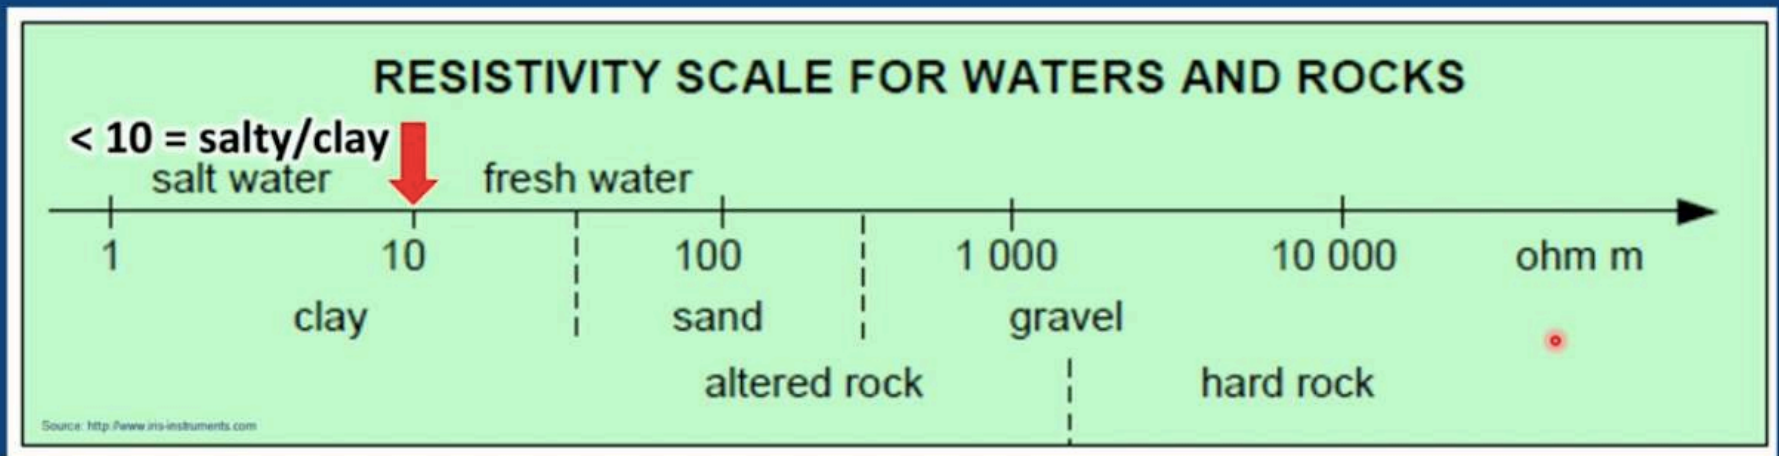 RESISTIVITY SCALE FOR WATERS AND ROCKS
< 10 = salty/clay
salt water fresh water
1 10 100 1 000 10 000 ohm m
clay sand gravel
altered rock hard rock
Source: http://www.iris-instruments.com